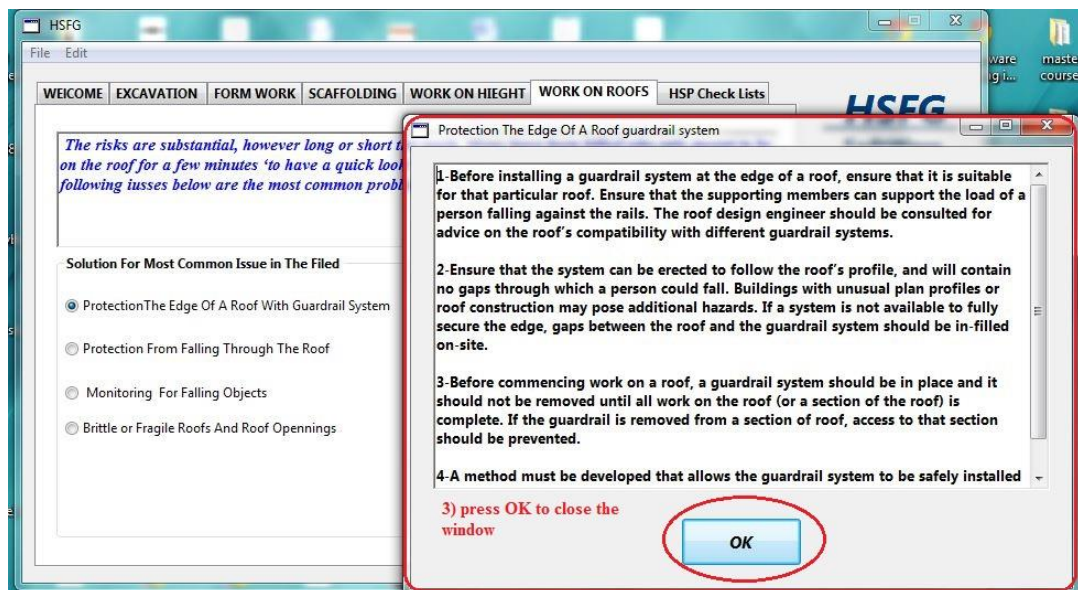 HSFG
File Edit
ware
maste
g i...
course
WEICOME EXCAVATION FORM WORK SCAFFOLDING WORK ON HIEGHT WORK ON ROOFS HSP Check Lists
HSFG
The risks are substantial, however long or short
on the roof for a few minutes ‘to have a quick
following iusses below are the most common
Solution For Most Common Issue in The Filed
ProtectionThe Edge Of A Roof With Guardrail System
Protection From Falling Through The Roof
Monitoring For Falling Objects
Brittle or Fragile Roofs And Roof Opennings
Protection The Edge Of A Roof guardrail system
1-Before installing a guardrail system at the edge of a roof, ensure that it is suitable
for that particular roof. Ensure that the supporting members can support the load of a
person falling against the rails. The roof design engineer should be consulted for
advice on the roof’s compatibility with different guardrail systems.
2-Ensure that the system can be erected to follow the roof’s profile, and will contain
no gaps through which a person could fall. Buildings with unusual plan profiles or
roof construction may pose additional hazards. If a system is not available to fully
secure the edge, gaps between the roof and the guardrail system should be in-filled
on-site.
3-Before commencing work on a roof, a guardrail system should be in place and it
should not be removed until all work on the roof (or a section of the roof) is
complete. If the guardrail is removed from a section of roof, access to that section
should be prevented.
4-A method must be developed that allows the guardrail system to be safely installed
3) press OK to close the
window
OK